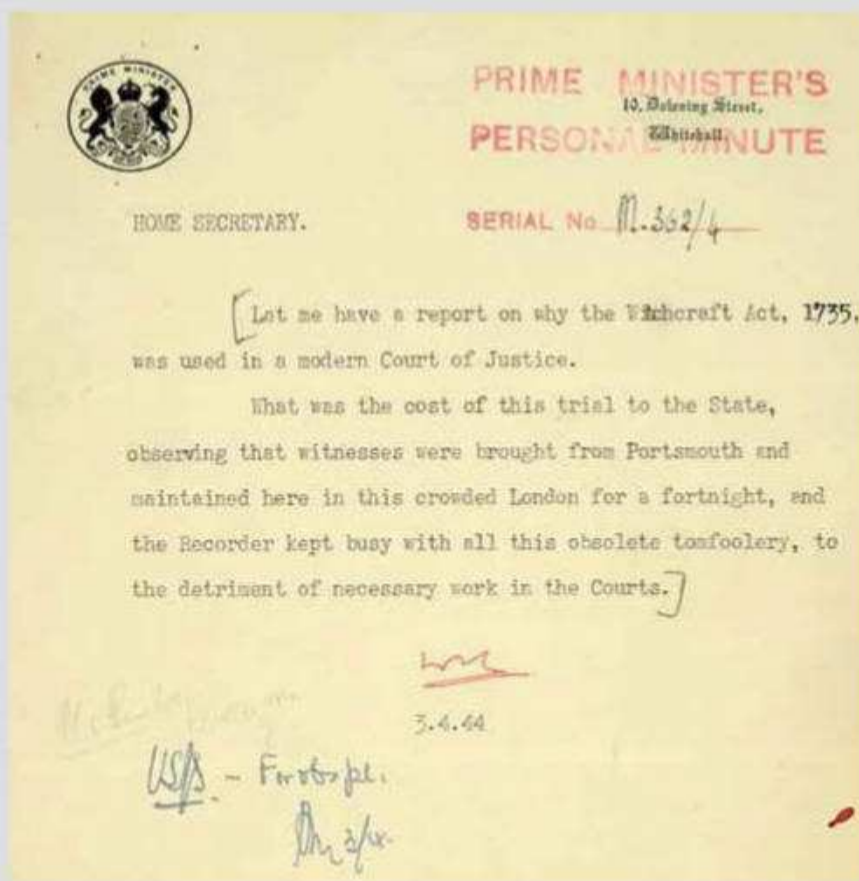 PRIME MINISTER
PRIME MINISTER'S
10, Downing Street,
Whitehall
PERSONAL MINUTE
HOME SECRETARY.
SERIAL No M.362/4
[Let me have a report on why the Witchcraft Act, 1735,
was used in a modern Court of Justice.
What was the cost of this trial to the State,
observing that witnesses were brought from Portsmouth and
maintained here in this crowded London for a fortnight, and
the Recorder kept busy with all this obsolete tomfoolery, to
the detriment of necessary work in the Courts.]
3.4.44